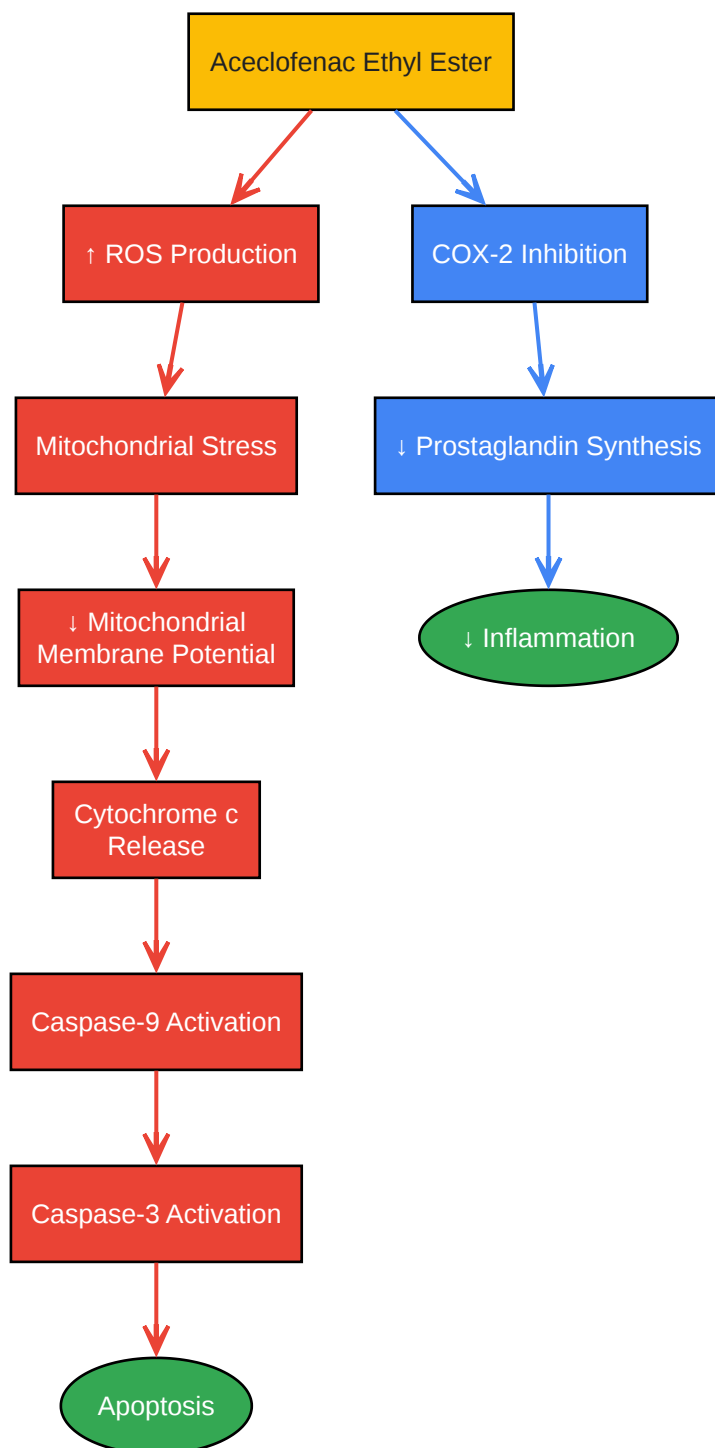 Aceclofenac Ethyl Ester
↑ ROS Production
COX-2 Inhibition
Mitochondrial Stress
↓ Prostaglandin Synthesis
↓ Mitochondrial
Membrane Potential
↓ Inflammation
Cytochrome c
Release
Caspase-9 Activation
Caspase-3 Activation
Apoptosis